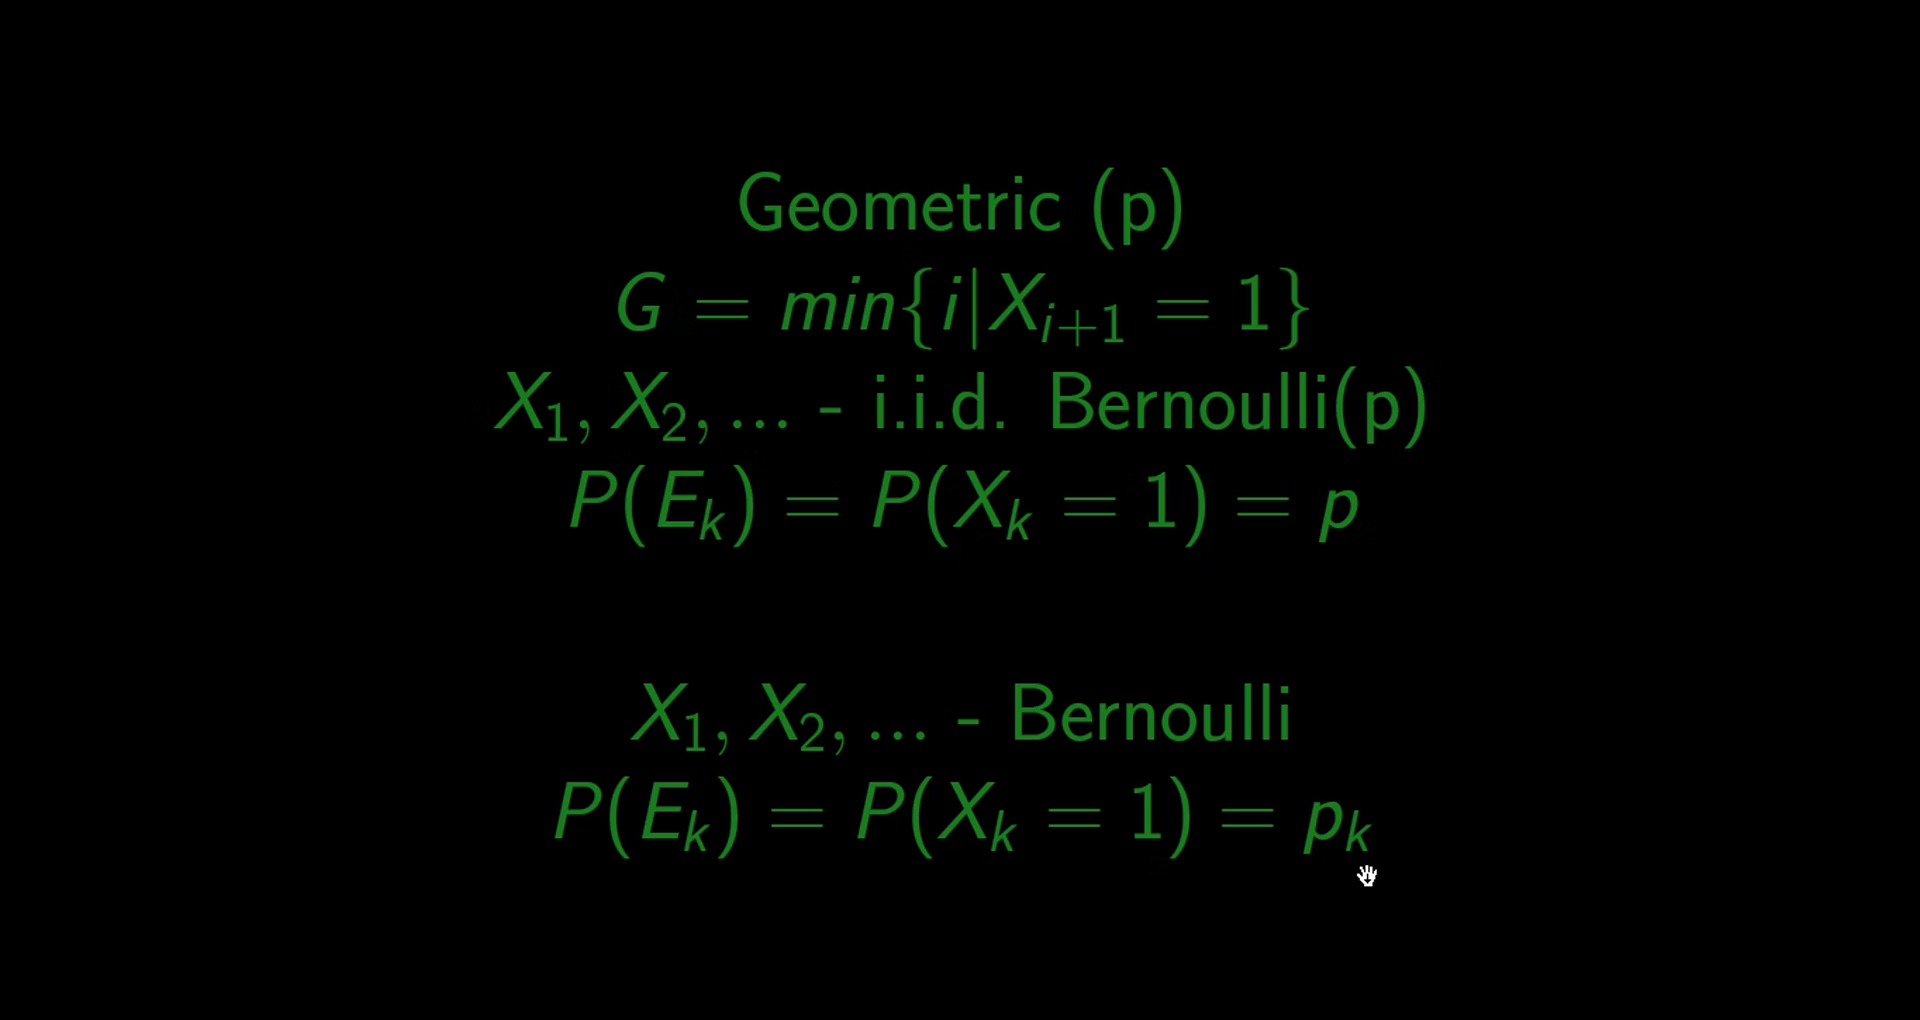 Geometric (p)
G = min{i|X_{i+1} = 1}
X_1, X_2, ... - i.i.d. Bernoulli(p)
P(E_k) = P(X_k = 1) = p
X_1, X_2, ... - Bernoulli
P(E_k) = P(X_k = 1) = p_k